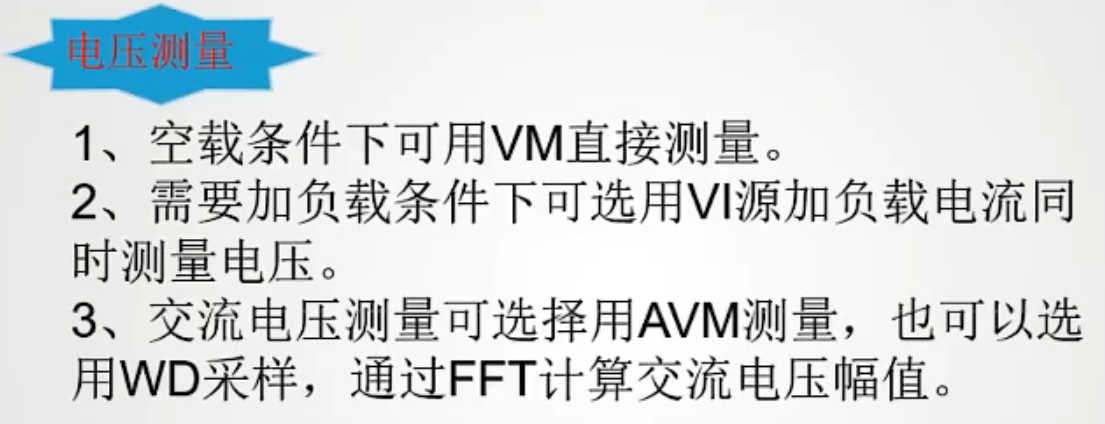 电压测量
1、空载条件下可用VM直接测量。
2、需要加负载条件下可选用VI源加负载电流同
时测量电压。
3、交流电压测量可选择用AVM测量，也可以选
用WD采样，通过FFT计算交流电压幅值。